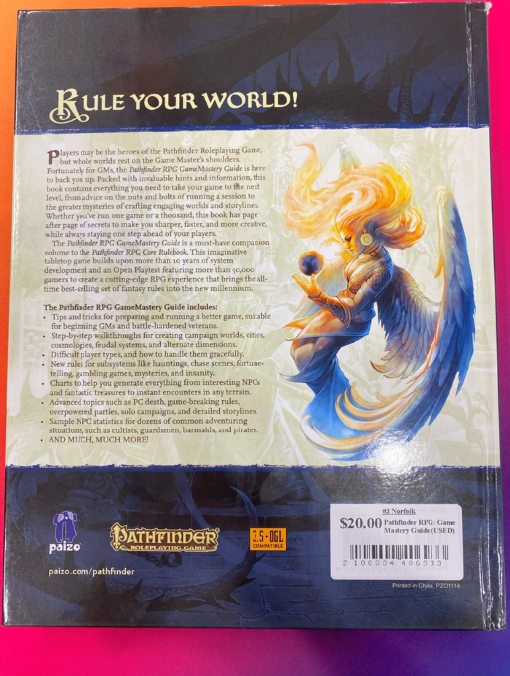 RULE YOUR WORLD!
Players may be the heroes of the Pathfinder Roleplaying Game,
but whole worlds rest on the Game Master's shoulders.
Fortunately for GMs, the Pathfinder RPG GameMastery Guide is here
to back you up. Packed with invaluable hints and information, this
book contains everything you need to take your game to the next
level, from advice on the nuts and bolts of running a session to
the greater mysteries of crafting engaging worlds and storylines.
Whether you've run one game or a thousand, this book has page
after page of secrets to make you sharper, faster, and more creative,
while always staying one step ahead of your players.
The Pathfinder RPG GameMastery Guide is a must-have companion
volume to the Pathfinder RPG Core Rulebook. This imaginative
tabletop game builds upon more than 10 years of system
development and an Open Playtest featuring more than 50,000
gamers to create a cutting-edge RPG experience that brings the all-
time best-selling set of fantasy rules into the new millennium.
The Pathfinder RPG GameMastery Guide includes:
• Tips and tricks for preparing and running a better game, suitable
for beginning GMs and battle-hardened veterans.
• Step-by-step walkthroughs for creating campaign worlds, cities,
cosmologies, feudal systems, and alternate dimensions.
• Difficult player types, and how to handle them gracefully.
• New rules for subsystems like hauntings, chase scenes, fortune-
telling, gambling games, mysteries, and insanity.
• Charts to help you generate everything from interesting NPCs
and fantastic treasures to instant encounters in any terrain.
• Advanced topics such as PC death, game-breaking rules,
overpowered parties, solo campaigns, and derailed storylines.
• Sample NPC statistics for dozens of common adventuring
situations, such as cultists, guardsmen, barmaids, and pirates.
• AND MUCH, MUCH MORE!
paizo
PATHFINDER
ROLEPLAYING GAME
3.5 · OGL
COMPATIBLE
paizo.com/pathfinder
#3 Norfolk
$20.00 Pathfinder RPG: Game
Mastery Guide (USED)
2 100004 406933
Printed in China. PZO1114